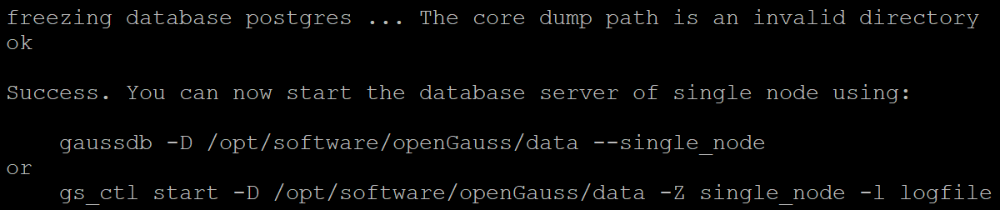 freezing database postgres ... The core dump path is an invalid directory
ok
Success. You can now start the database server of single node using:
gaussdb -D /opt/software/openGauss/data --single_node
or
gs_ctl start -D /opt/software/openGauss/data -Z single_node -l logfile